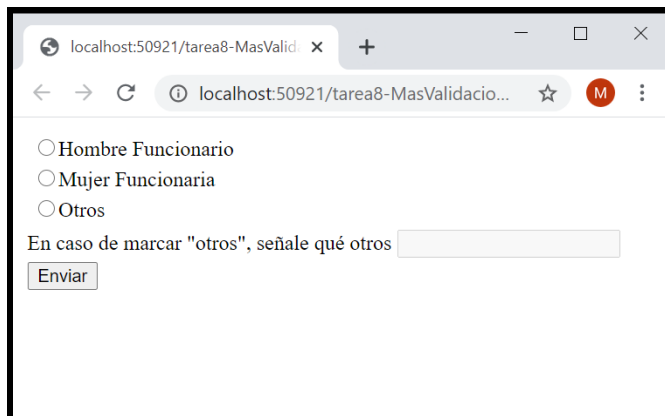 localhost:50921/tarea8-MasValid
localhost:50921/tarea8-MasValidacio...
M
Hombre Funcionario
Mujer Funcionaria
Otros
En caso de marcar "otros", señale qué otros
Enviar